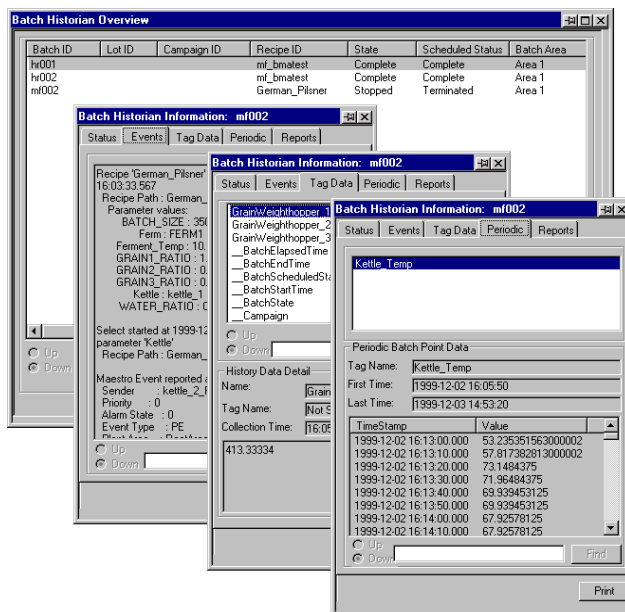 Batch Historian Overview
Batch ID Lot ID Campaign ID Recipe ID State Scheduled Status Batch Area
hr001 mf_bmatest Complete Complete Area 1
hr002 mf_bmatest Complete Complete Area 1
mf002 German_Pilsner Stopped Terminated Area 1
Up
Down
Batch Historian Information: mf002
Status Events Tag Data Periodic Reports
Recipe 'German_Pilsner'
16:03:33.567
Recipe Path : German_
Parameter values:
BATCH_SIZE : 350
Ferm : FERM1
Ferment_Temp : 10.
GRAIN1_RATIO : 1.
GRAIN2_RATIO : 0.
GRAIN3_RATIO : 0.
Kettle : kettle_1
WATER_RATIO : 0
Select started at 1999-12
parameter 'Kettle'
Recipe Path : German_
Maestro Event reported a
Sender : kettle_2_F
Priority : 0
Alarm State : 0
Event Type : PE
Up
Down
Batch Historian Information: mf002
Status Events Tag Data Periodic Reports
GrainWeighthopper_1
GrainWeighthopper_2
GrainWeighthopper_3
__BatchElapsedTime
__BatchEndTime
__BatchScheduledSta
__BatchStartTime
__BatchState
__Campaign
Up
Down
History Data Detail
Name: Grain
Tag Name: Not S
Collection Time: 16:05
413.33334
Batch Historian Information: mf002
Status Events Tag Data Periodic Reports
Kettle_Temp
Periodic Batch Point Data
Tag Name: Kettle_Temp
First Time: 1999-12-02 16:05:50
Last Time: 1999-12-03 14:53:20
TimeStamp Value
1999-12-02 16:13:00.000 53.235351563000002
1999-12-02 16:13:10.000 57.817382813000002
1999-12-02 16:13:20.000 73.1484375
1999-12-02 16:13:30.000 71.96484375
1999-12-02 16:13:40.000 69.939453125
1999-12-02 16:13:50.000 69.939453125
1999-12-02 16:14:00.000 67.92578125
1999-12-02 16:14:10.000 67.92578125
Up
Down
Find
Print